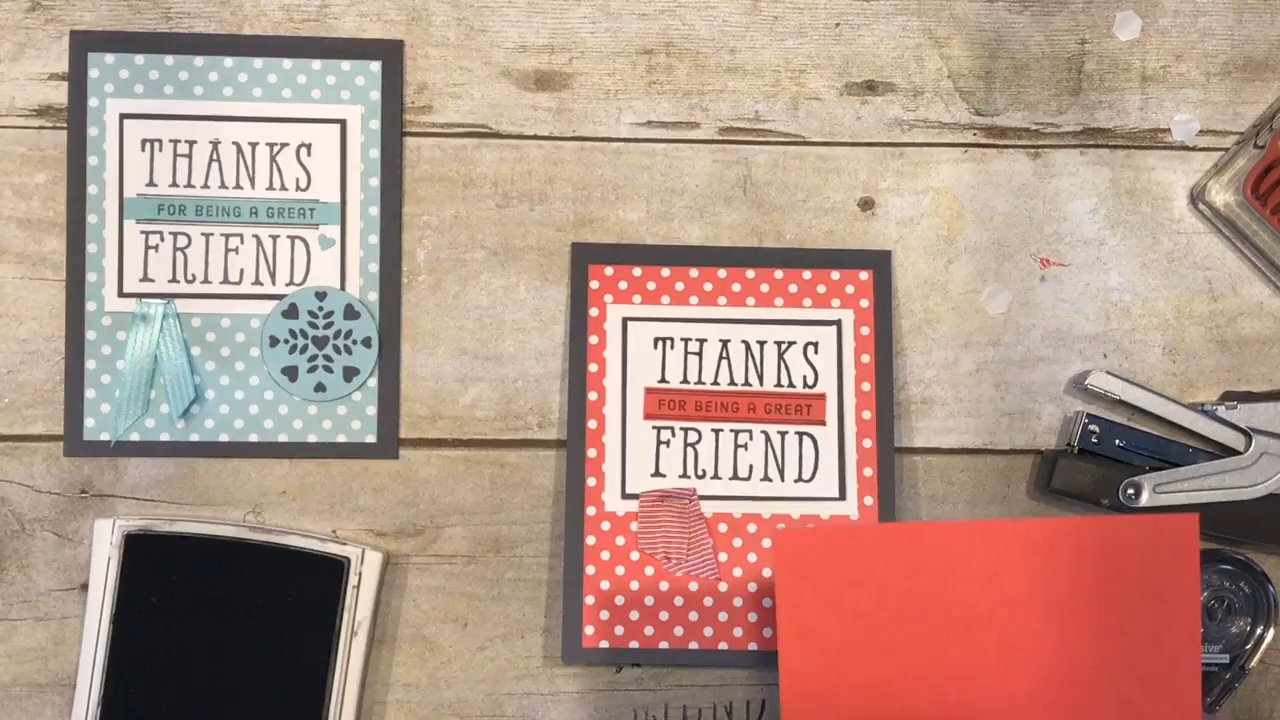 THANKS
FOR BEING A GREAT
FRIEND
THANKS
FOR BEING A GREAT
FRIEND